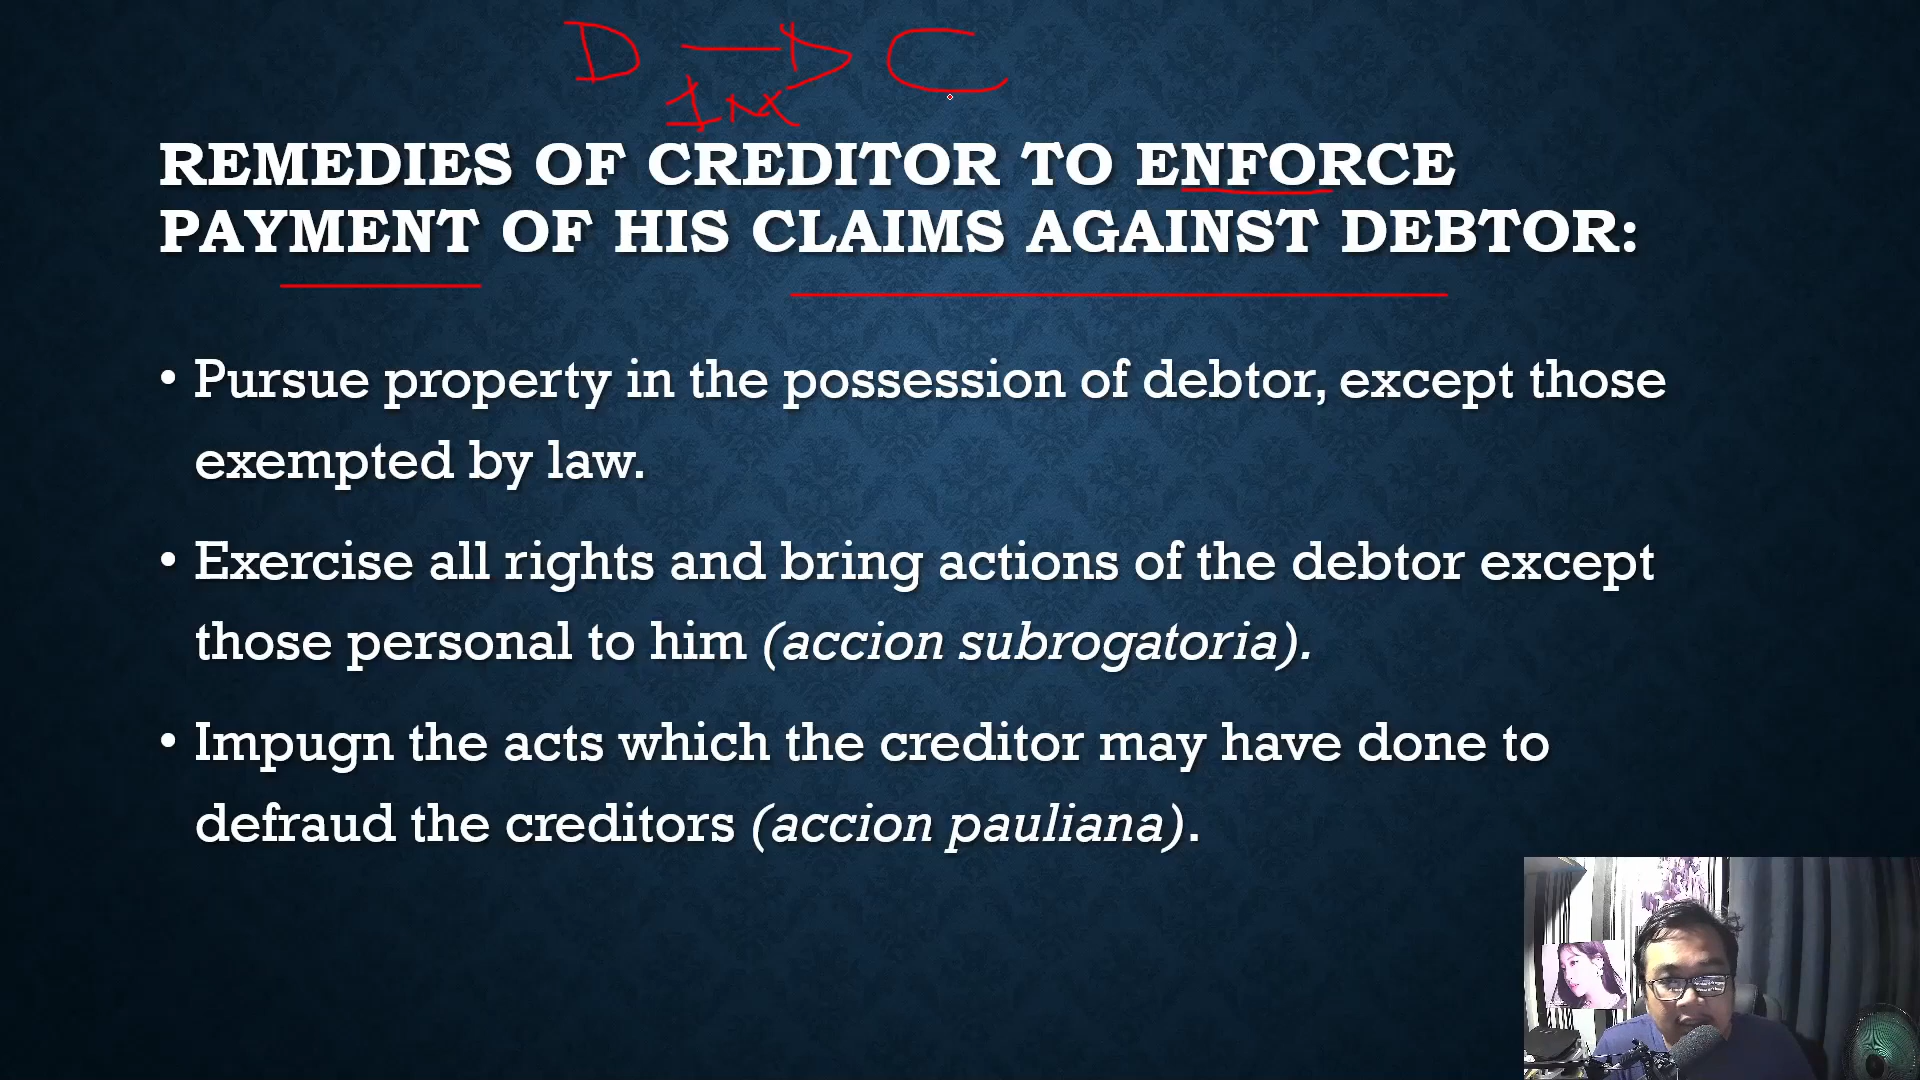 D → C
1M
REMEDIES OF CREDITOR TO ENFORCE
PAYMENT OF HIS CLAIMS AGAINST DEBTOR:
• Pursue property in the possession of debtor, except those
exempted by law.
• Exercise all rights and bring actions of the debtor except
those personal to him (accion subrogatoria).
• Impugn the acts which the creditor may have done to
defraud the creditors (accion pauliana).